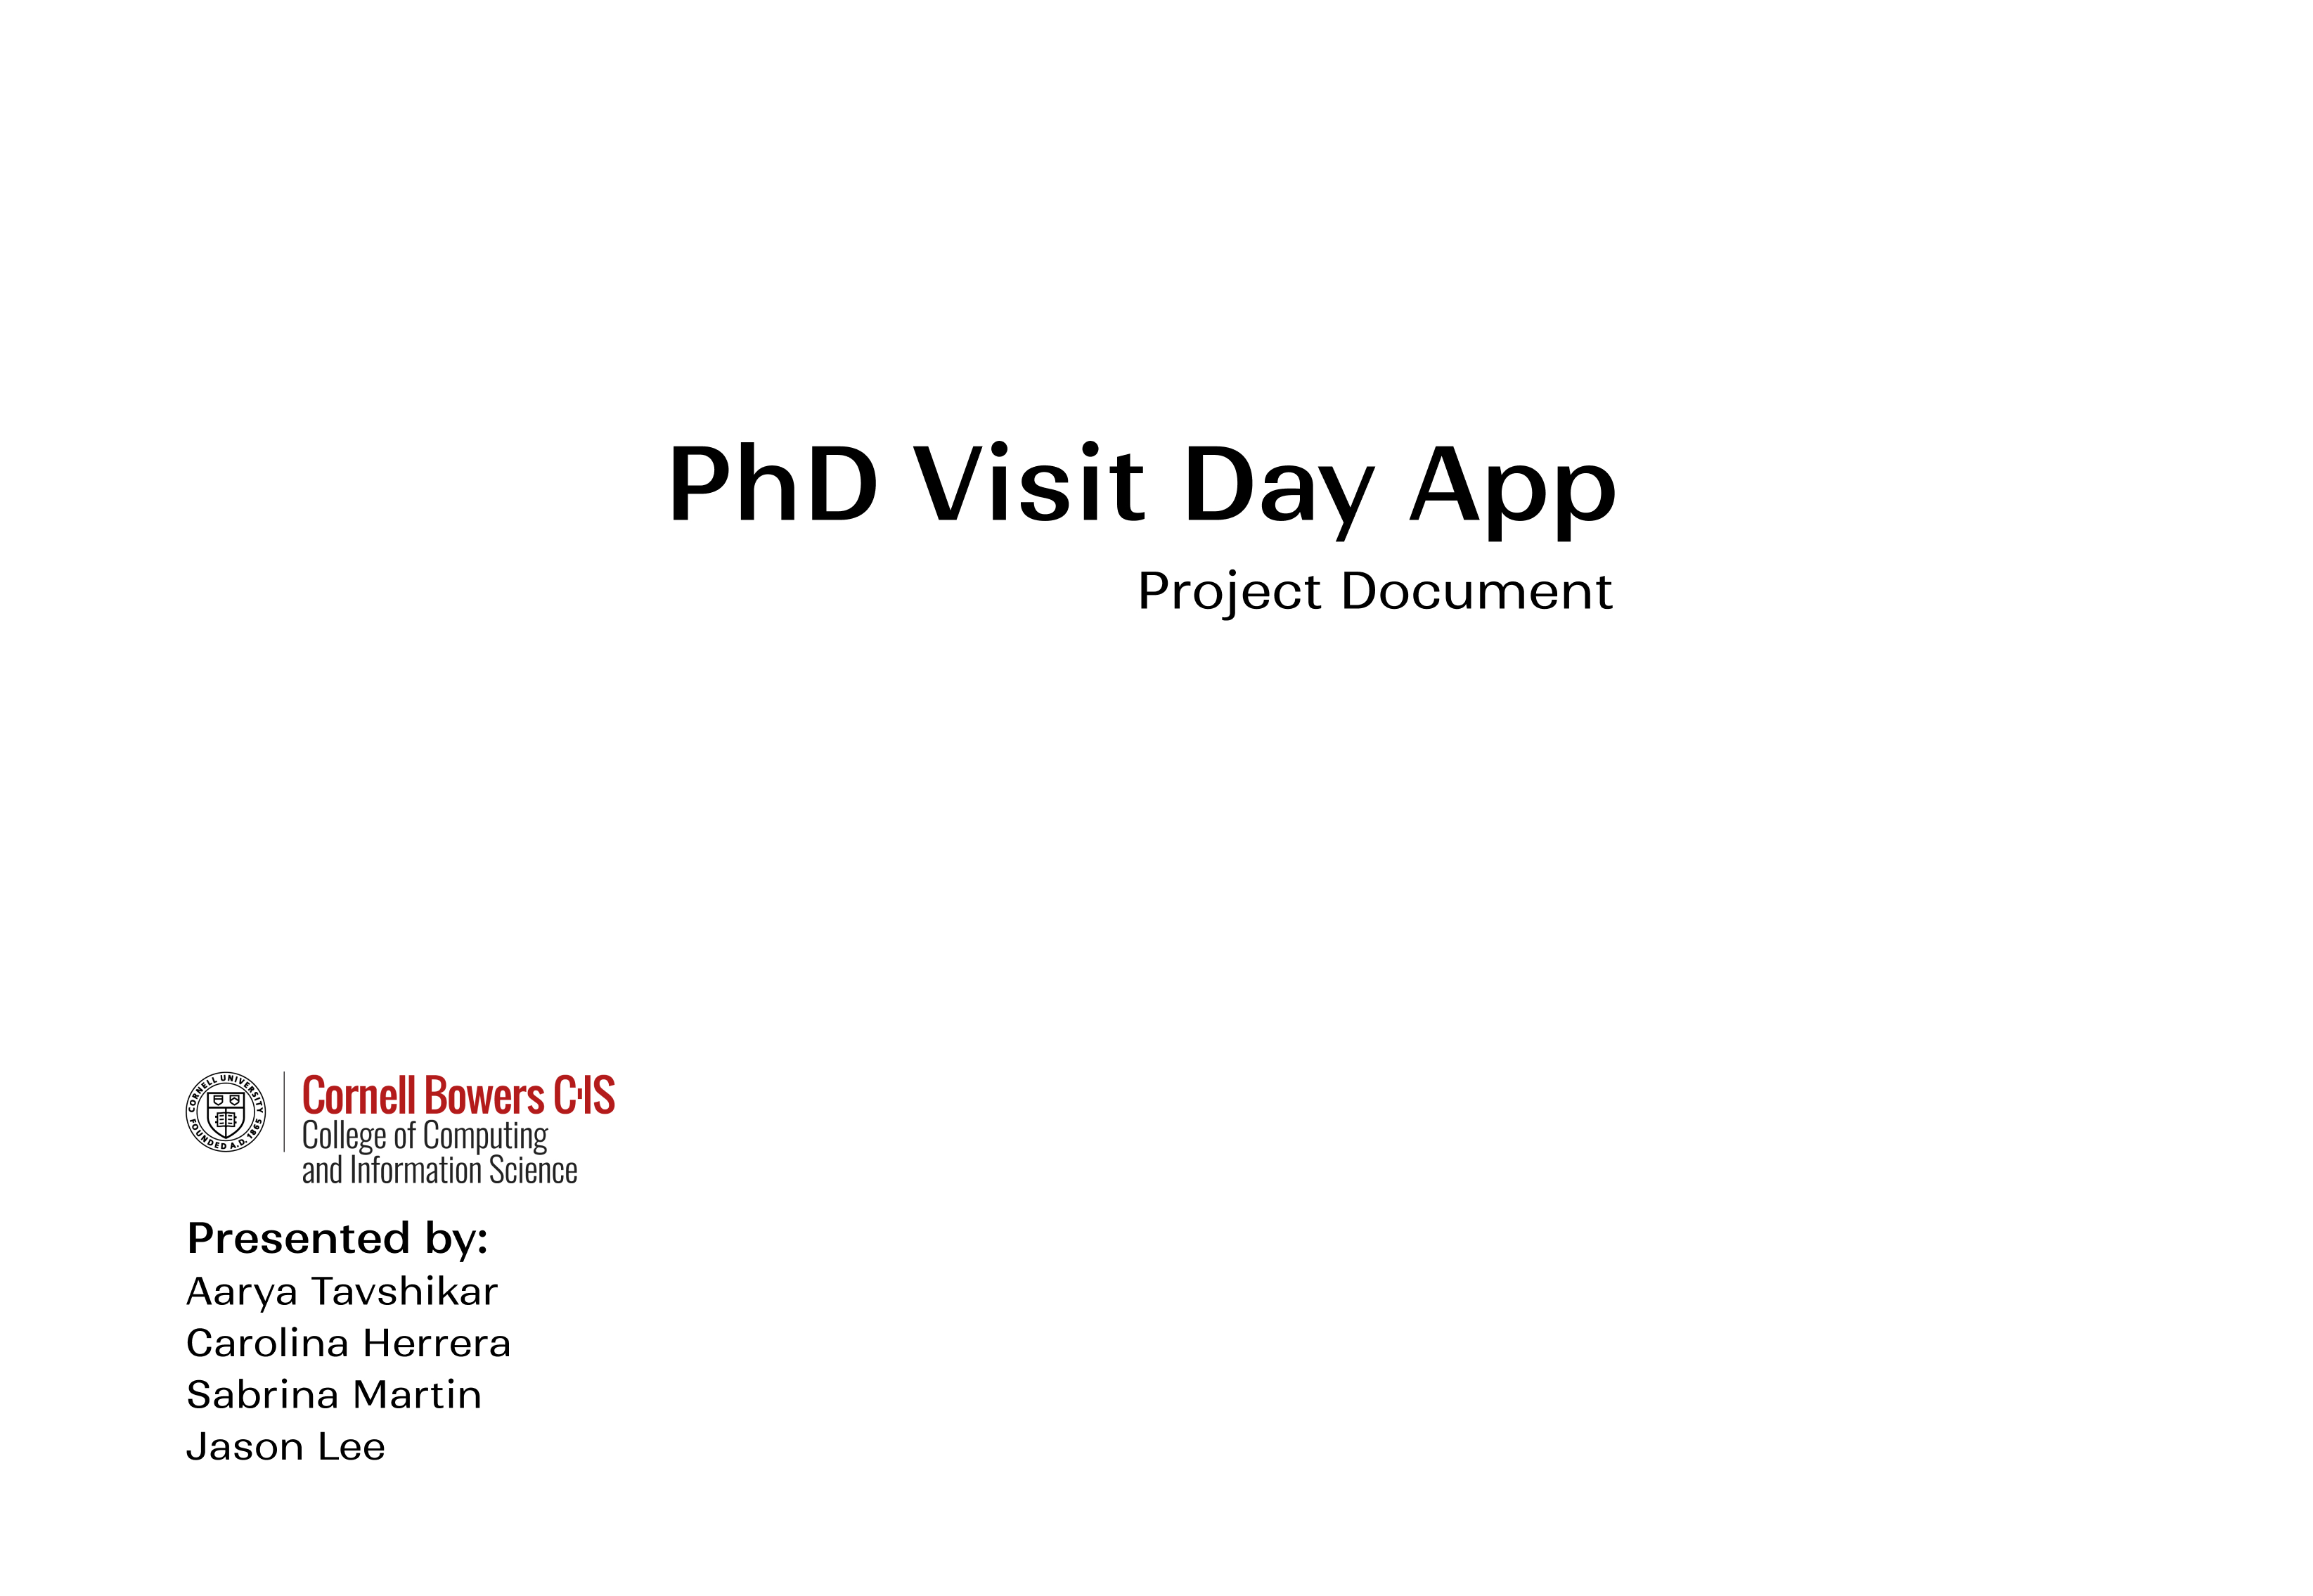 PhD Visit Day App
Project Document
CORNELL UNIVERSITY
FOUNDED A.D. 1865
Cornell Bowers C·IS
College of Computing
and Information Science
Presented by:
Aarya Tavshikar
Carolina Herrera
Sabrina Martin
Jason Lee